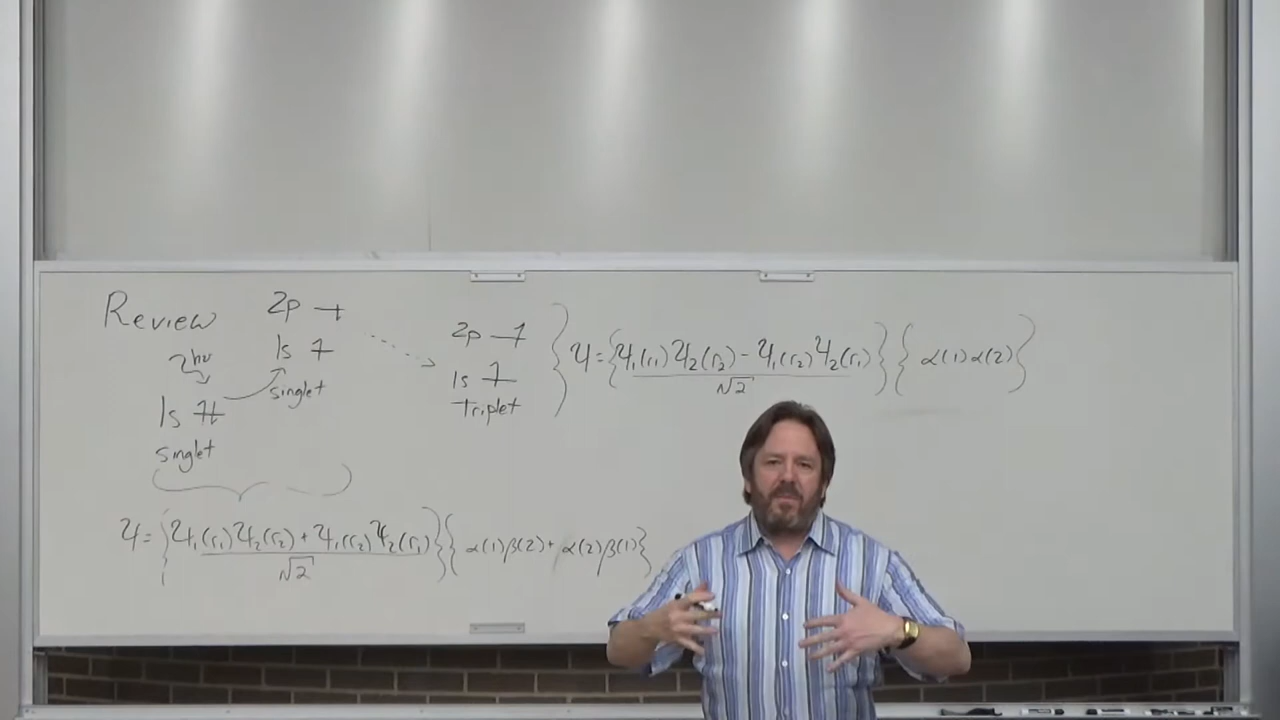 Review
hν
1s ⥮
singlet
2p ↑
1s ↑
singlet
2p ↑
1s ↑
triplet
Ψ = {Ψ₁(r₁)Ψ₂(r₂) - Ψ₁(r₂)Ψ₂(r₁)} {α(1)α(2)}
√2
Ψ = {Ψ₁(r₁)Ψ₂(r₂) + Ψ₁(r₂)Ψ₂(r₁)} {α(1)β(2) + α(2)β(1)}
√2